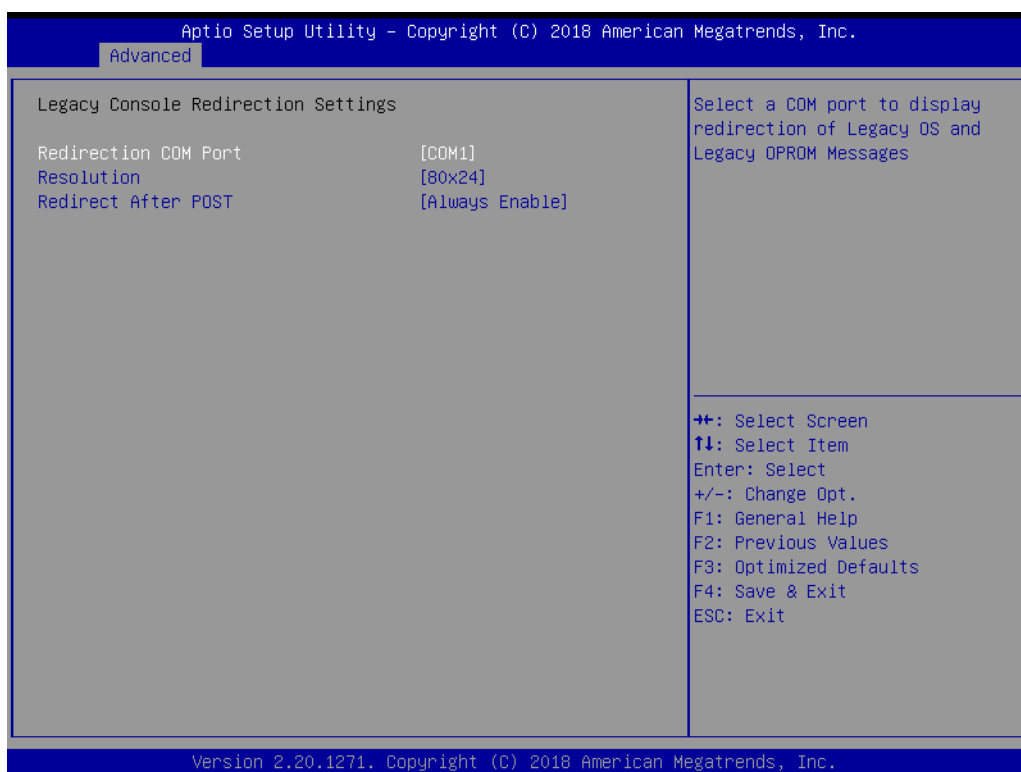 Aptio Setup Utility – Copyright (C) 2018 American Megatrends, Inc.
Advanced
Legacy Console Redirection Settings
Redirection COM Port [COM1]
Resolution [80x24]
Redirect After POST [Always Enable]
Select a COM port to display
redirection of Legacy OS and
Legacy OPROM Messages
→←: Select Screen
↑↓: Select Item
Enter: Select
+/-: Change Opt.
F1: General Help
F2: Previous Values
F3: Optimized Defaults
F4: Save & Exit
ESC: Exit
Version 2.20.1271. Copyright (C) 2018 American Megatrends, Inc.